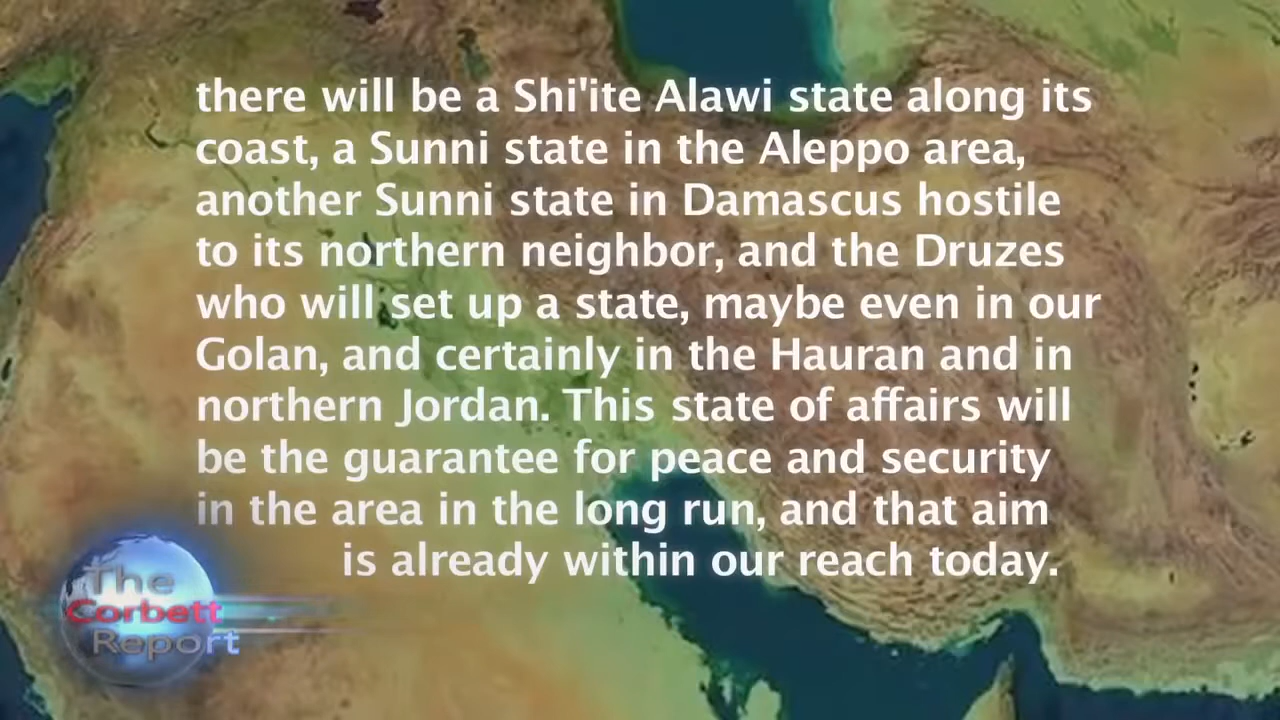 there will be a Shi'ite Alawi state along its
coast, a Sunni state in the Aleppo area,
another Sunni state in Damascus hostile
to its northern neighbor, and the Druzes
who will set up a state, maybe even in our
Golan, and certainly in the Hauran and in
northern Jordan. This state of affairs will
be the guarantee for peace and security
in the area in the long run, and that aim
is already within our reach today.
The
Corbett
Report